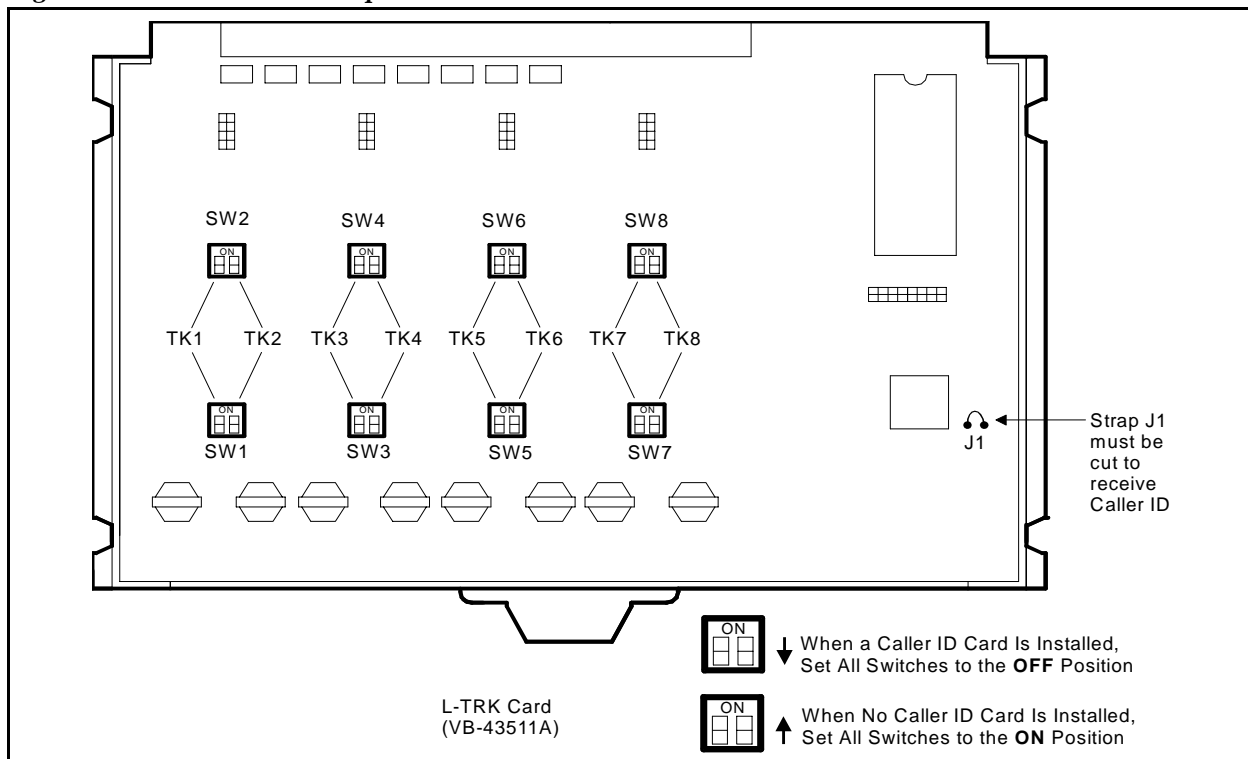 SW2 SW4 SW6 SW8
ON ON ON ON
TK1 TK2 TK3 TK4 TK5 TK6 TK7 TK8
ON ON ON ON
SW1 SW3 SW5 SW7
J1
Strap J1
must be
cut to
receive
Caller ID
ON
When a Caller ID Card Is Installed,
Set All Switches to the OFF Position
L-TRK Card
(VB-43511A)
ON
When No Caller ID Card Is Installed,
Set All Switches to the ON Position